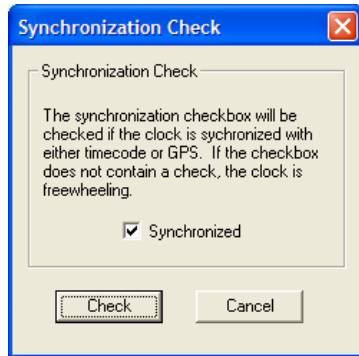 Synchronization Check
Synchronization Check
The synchronization checkbox will be
checked if the clock is sychronized with
either timecode or GPS. If the checkbox
does not contain a check, the clock is
freewheeling.
Synchronized
Check
Cancel